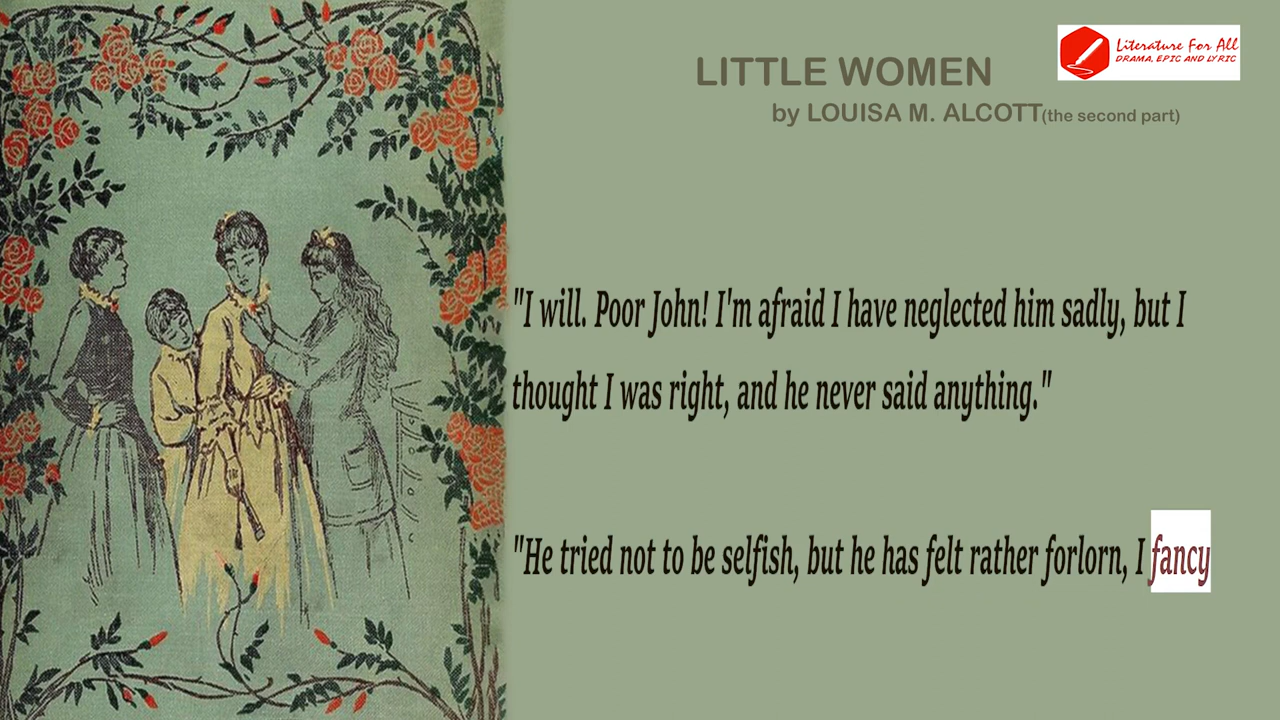 LITTLE WOMEN
by LOUISA M. ALCOTT(the second part)
Literature For All
DRAMA, EPIC AND LYRIC
"I will. Poor John! I'm afraid I have neglected him sadly, but I
thought I was right, and he never said anything."
"He tried not to be selfish, but he has felt rather forlorn, I fancy